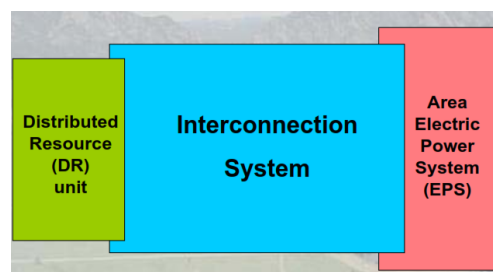 Distributed
Resource
(DR)
unit
Interconnection
System
Area
Electric
Power
System
(EPS)